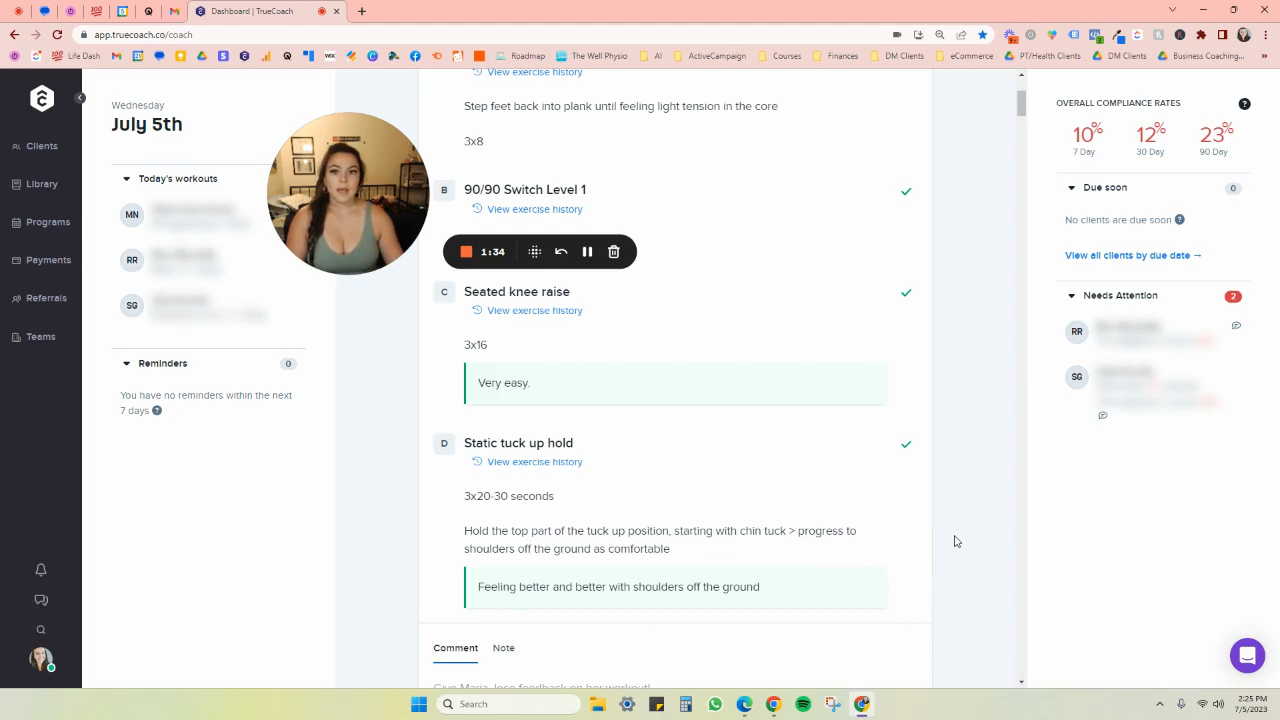 Dashboard | TrueCoach
app.truecoach.co/coach
Life Dash
WIX
Roadmap
The Well Physio
AI
ActiveCampaign
Courses
Finances
DM Clients
eCommerce
PT/Health Clients
DM Clients
Business Coaching...
Clients
Library
Programs
Payments
Referrals
Teams
Wednesday
July 5th
Today's workouts
MN
RR
SG
Reminders
0
You have no reminders within the next
7 days
View exercise history
Step feet back into plank until feeling light tension in the core
3x8
B
90/90 Switch Level 1
View exercise history
1:34
C
Seated knee raise
View exercise history
3x16
Very easy.
D
Static tuck up hold
View exercise history
3x20-30 seconds
Hold the top part of the tuck up position, starting with chin tuck > progress to
shoulders off the ground as comfortable
Feeling better and better with shoulders off the ground
Comment
Note
OVERALL COMPLIANCE RATES
10%
12%
23%
7 Day
30 Day
90 Day
Due soon
0
No clients are due soon
View all clients by due date →
Needs Attention
2
RR
SG
Search
12:25 PM
7/5/2023